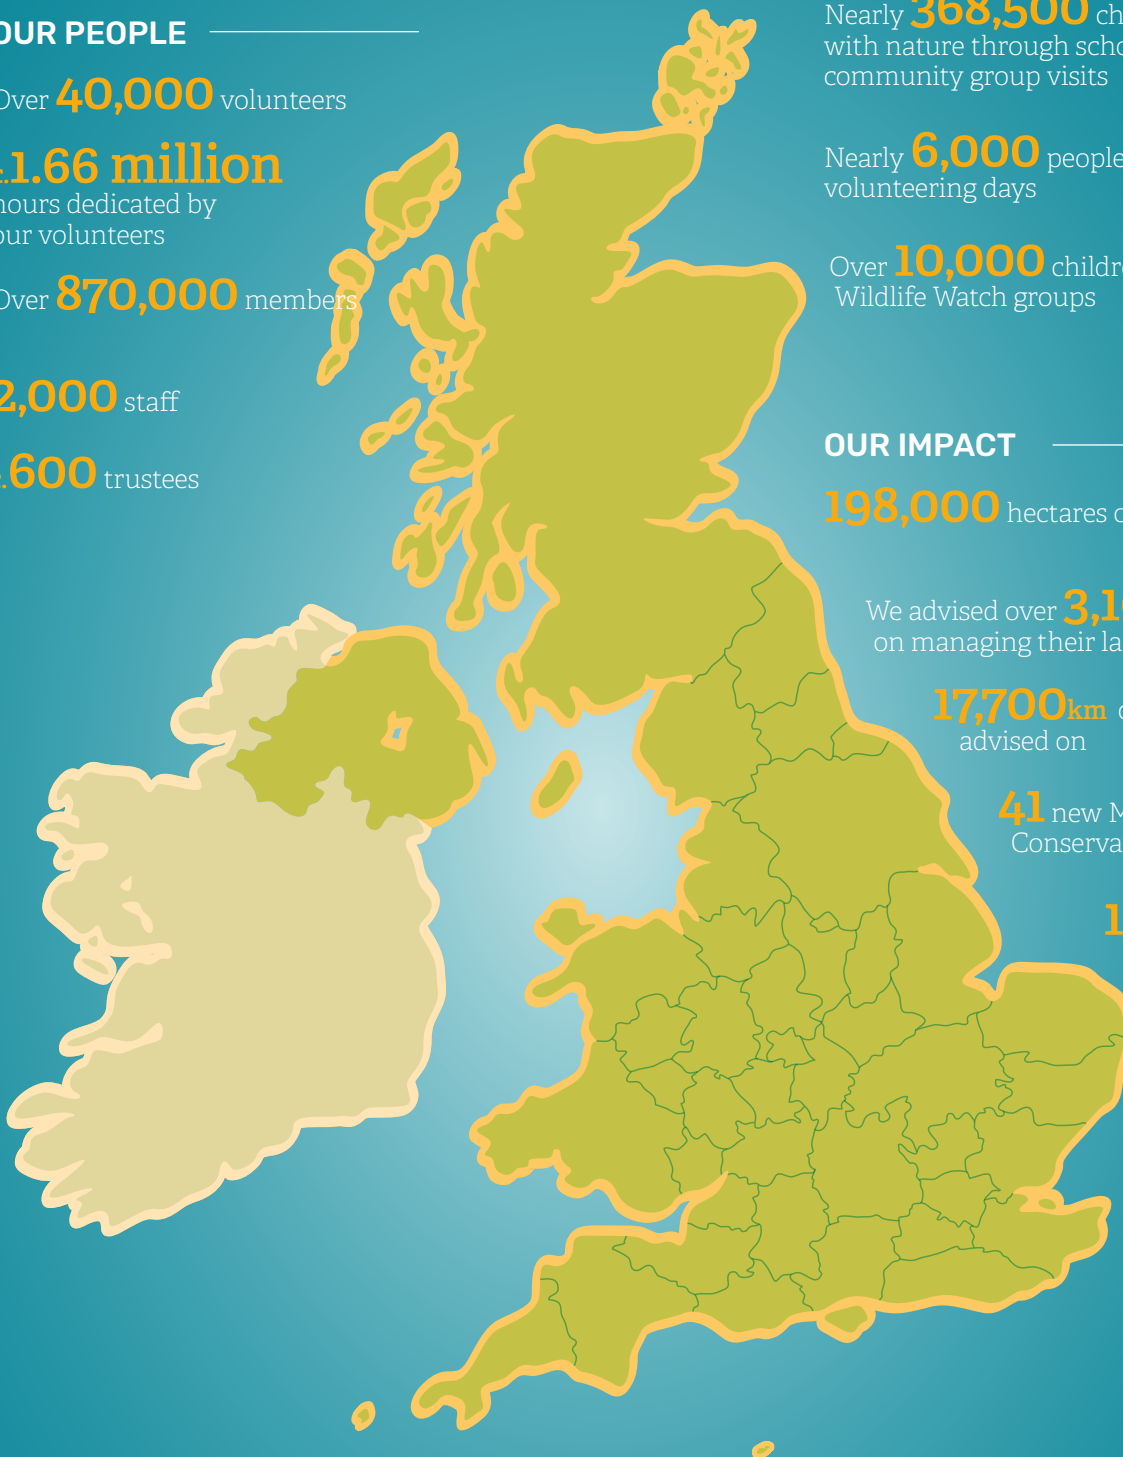 OUR PEOPLE
Over 40,000 volunteers
c.1.66 million
hours dedicated by
our volunteers
Over 870,000 members
2,000 staff
c.600 trustees
Nearly 368,500
with nature through
community group visits
Nearly 6,000 people
volunteering days
Over 10,000
Wildlife Watch groups
OUR IMPACT
198,000 hectares
We advised over
on managing their
17,700km
advised on
41 new